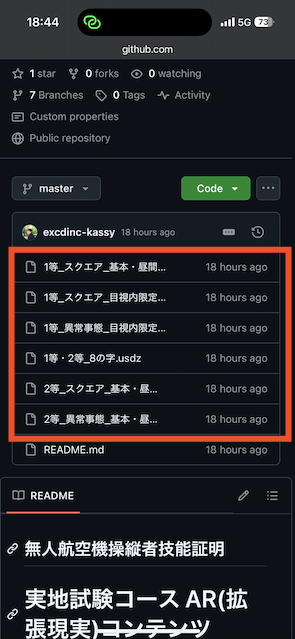 18:44
5G 73
github.com
1 star 0 forks 0 watching
7 Branches 0 Tags Activity
Custom properties
Public repository
master
Code
excdinc-kassy 18 hours ago
1等_スクエア_基本・昼間... 18 hours ago
1等_スクエア_目視内限定... 18 hours ago
1等_異常事態_目視内限定... 18 hours ago
1等・2等_8の字.usdz 18 hours ago
2等_スクエア_基本・昼... 18 hours ago
2等_異常事態_基本・昼... 18 hours ago
README.md 18 hours ago
README
無人航空機操縦者技能証明
実地試験コース AR(拡
張現実)コンテンツ